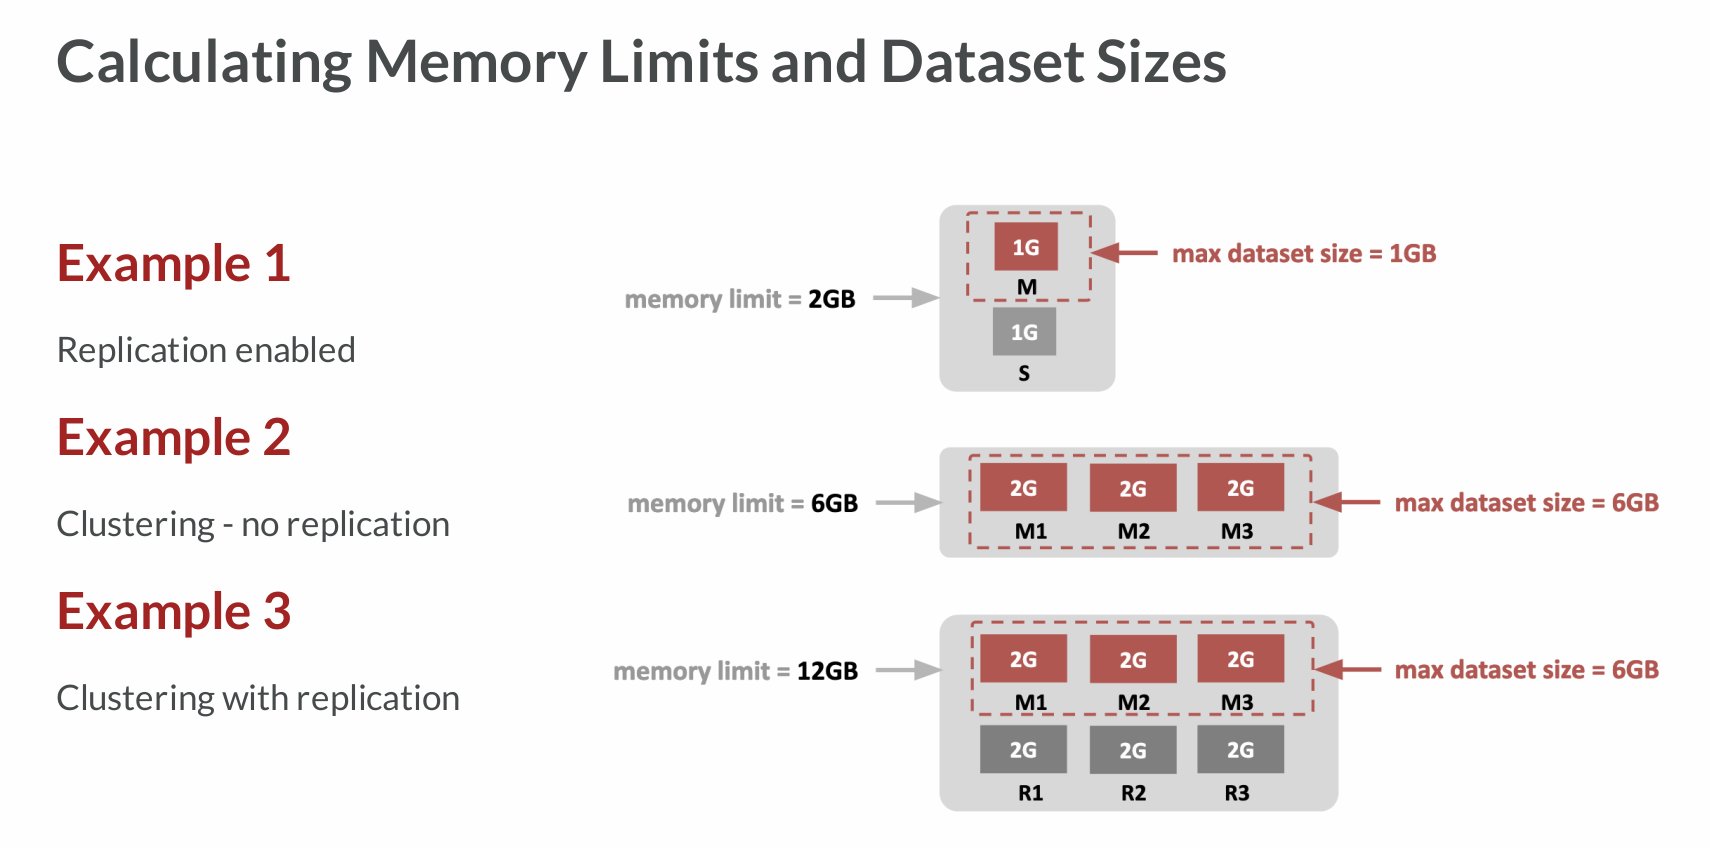 Calculating Memory Limits and Dataset Sizes
Example 1
Replication enabled
memory limit = 2GB
1G
M
1G
S
max dataset size = 1GB
Example 2
Clustering - no replication
memory limit = 6GB
2G 2G 2G
M1 M2 M3
max dataset size = 6GB
Example 3
Clustering with replication
memory limit = 12GB
2G 2G 2G
M1 M2 M3
2G 2G 2G
R1 R2 R3
max dataset size = 6GB